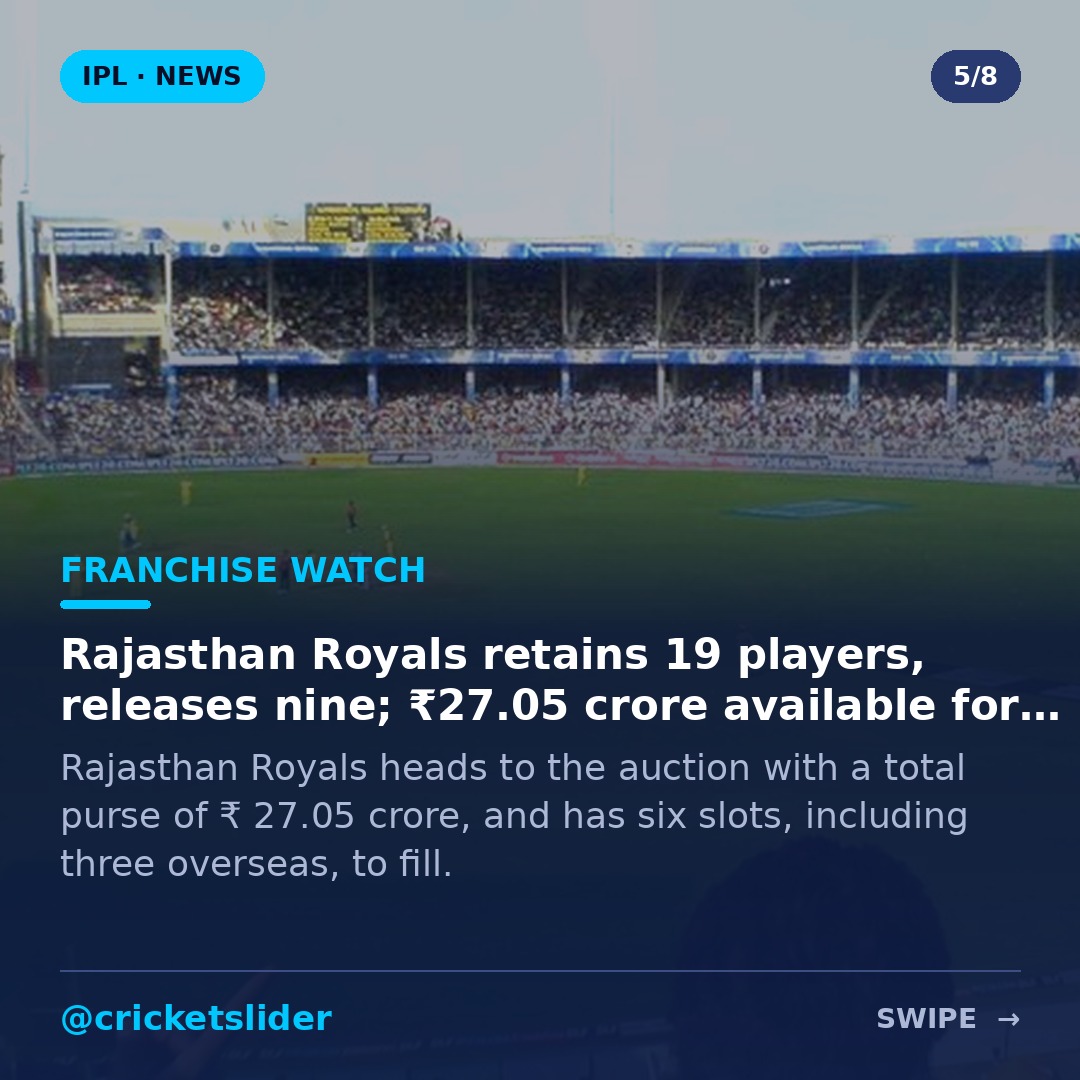 IPL · NEWS
5/8
FRANCHISE WATCH
Rajasthan Royals retains 19 players,
releases nine; ₹27.05 crore available for…
Rajasthan Royals heads to the auction with a total
purse of ₹ 27.05 crore, and has six slots, including
three overseas, to fill.
@cricketslider
SWIPE →